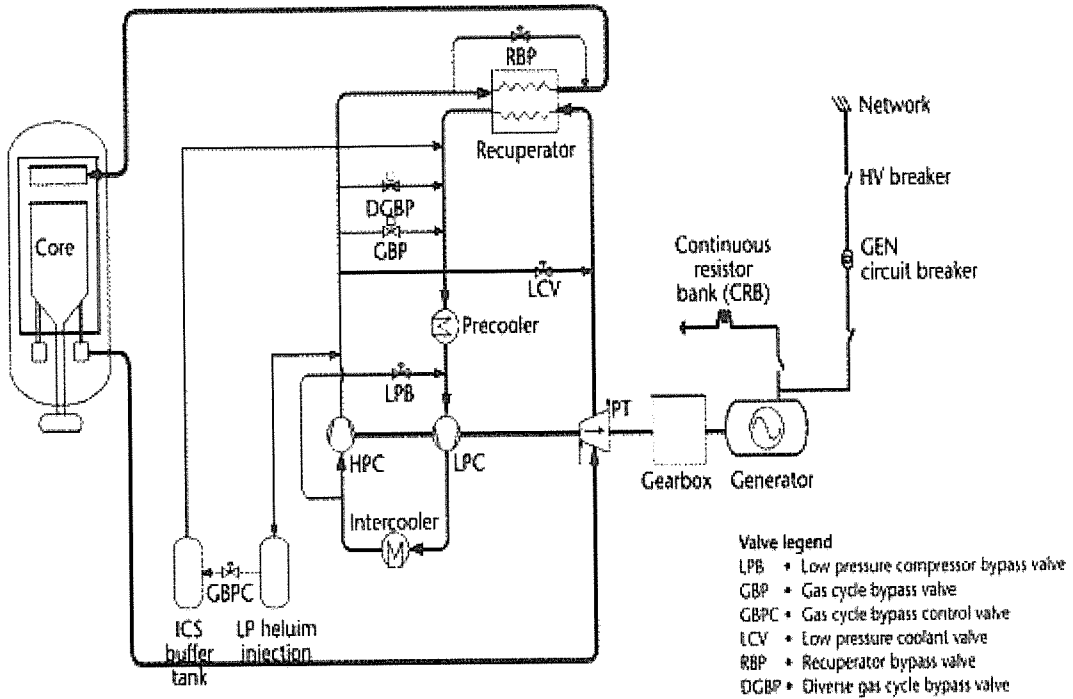 RBP
Recuperator
DGBP
GBP
LCV
Precooler
LPB
HPC
LPC
PT
Intercooler
Core
GBPC
ICS
buffer
tank
LP heluim
injection
Gearbox
Generator
Continuous
resistor
bank (CRB)
Network
HV breaker
GEN
circuit breaker
Valve legend
LPB • Low pressure compressor bypass valve
GBP • Gas cycle bypass valve
GBPC • Gas cycle bypass control valve
LCV • Low pressure coolant valve
RBP • Recuperator bypass valve
DGBP • Diverse gas cycle bypass valve